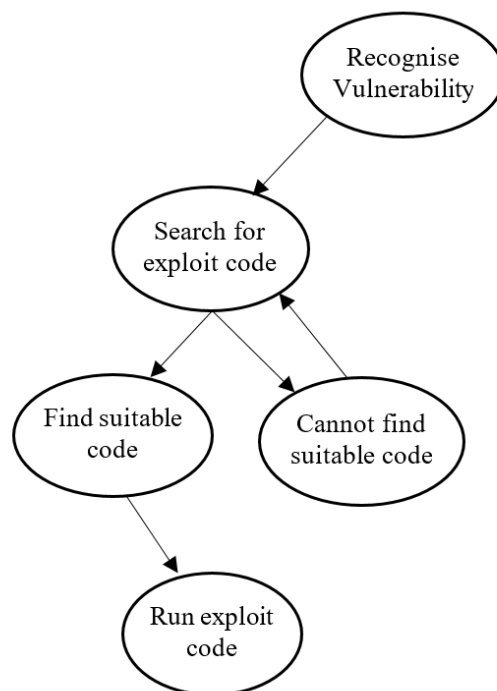 Recognise
Vulnerability
Search for
exploit code
Find suitable
code
Cannot find
suitable code
Run exploit
code